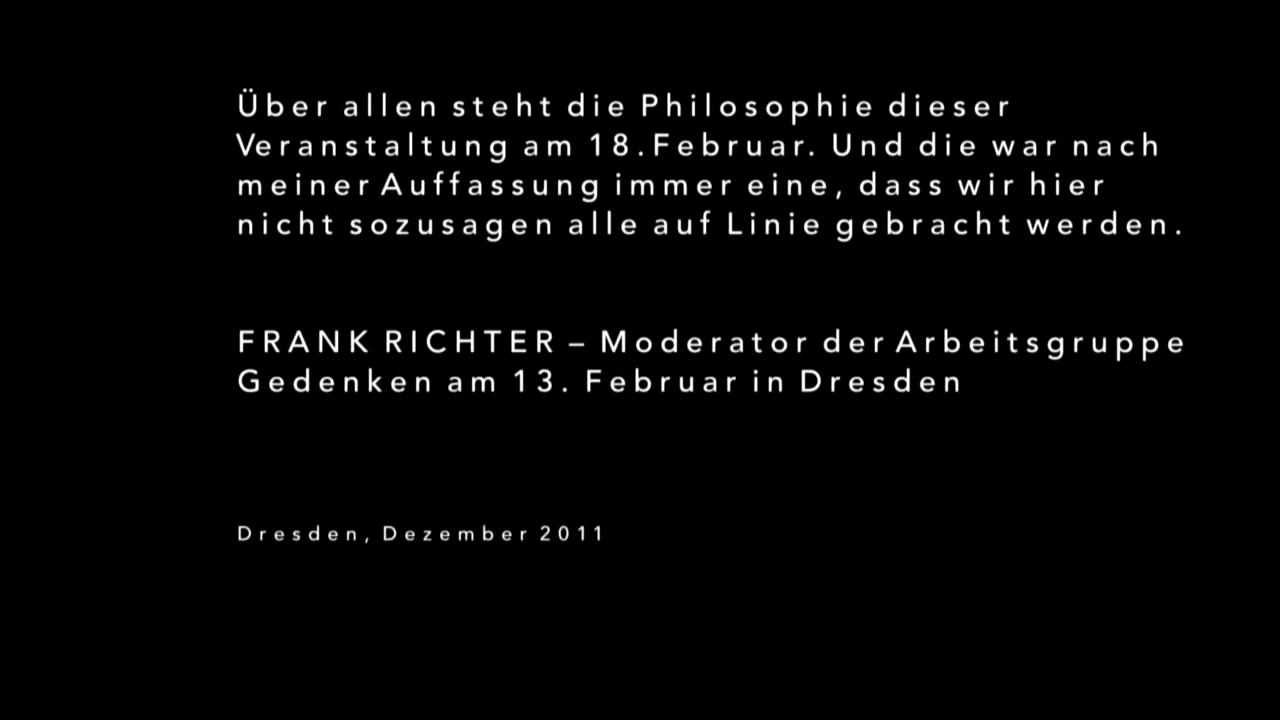 Über allen steht die Philosophie dieser
Veranstaltung am 18.Februar. Und die war nach
meiner Auffassung immer eine, dass wir hier
nicht sozusagen alle auf Linie gebracht werden.
FRANK RICHTER – Moderator der Arbeitsgruppe
Gedenken am 13. Februar in Dresden
Dresden, Dezember 2011